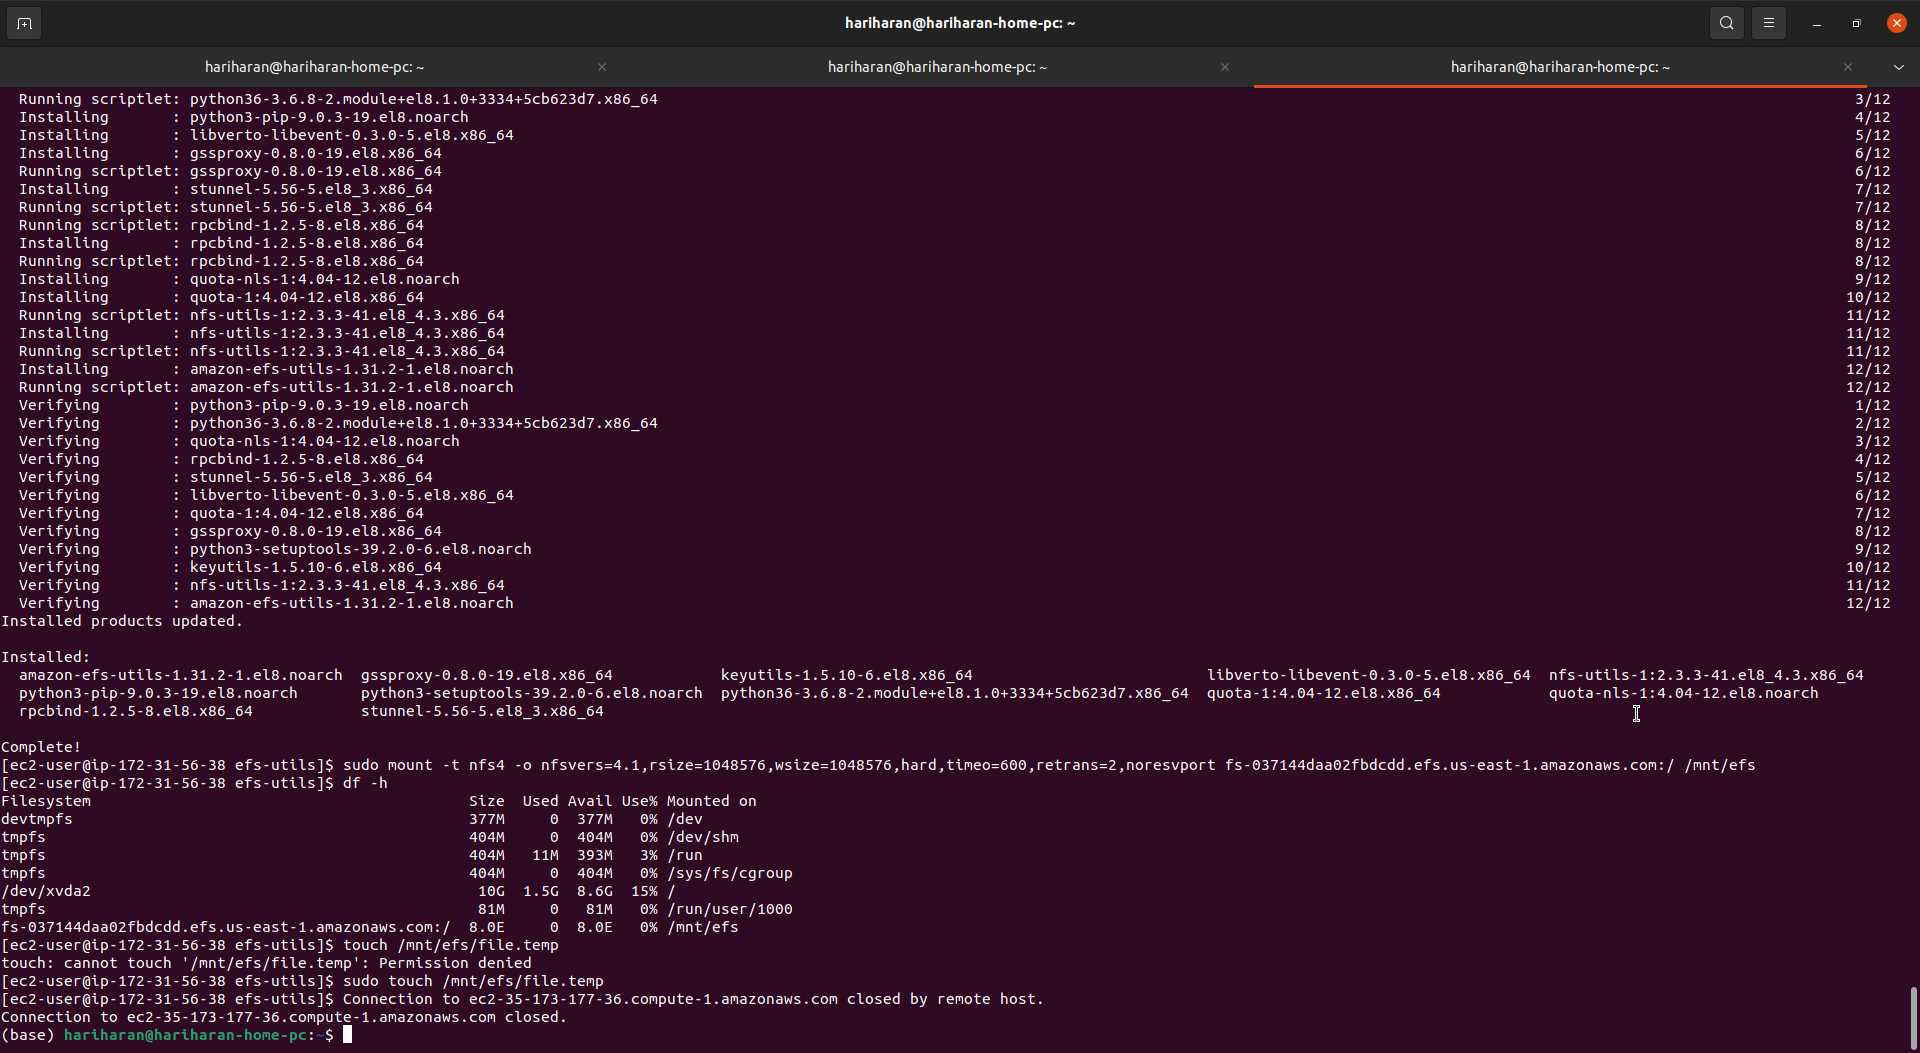 hariharan@hariharan-home-pc: ~
hariharan@hariharan-home-pc: ~ hariharan@hariharan-home-pc: ~ hariharan@hariharan-home-pc: ~
  Running scriptlet: python36-3.6.8-2.module+el8.1.0+3334+5cb623d7.x86_64 3/12
  Installing       : python3-pip-9.0.3-19.el8.noarch 4/12
  Installing       : libverto-libevent-0.3.0-5.el8.x86_64 5/12
  Installing       : gssproxy-0.8.0-19.el8.x86_64 6/12
  Running scriptlet: gssproxy-0.8.0-19.el8.x86_64 6/12
  Installing       : stunnel-5.56-5.el8_3.x86_64 7/12
  Running scriptlet: stunnel-5.56-5.el8_3.x86_64 7/12
  Running scriptlet: rpcbind-1.2.5-8.el8.x86_64 8/12
  Installing       : rpcbind-1.2.5-8.el8.x86_64 8/12
  Running scriptlet: rpcbind-1.2.5-8.el8.x86_64 8/12
  Installing       : quota-nls-1:4.04-12.el8.noarch 9/12
  Installing       : quota-1:4.04-12.el8.x86_64 10/12
  Running scriptlet: nfs-utils-1:2.3.3-41.el8_4.3.x86_64 11/12
  Installing       : nfs-utils-1:2.3.3-41.el8_4.3.x86_64 11/12
  Running scriptlet: nfs-utils-1:2.3.3-41.el8_4.3.x86_64 11/12
  Installing       : amazon-efs-utils-1.31.2-1.el8.noarch 12/12
  Running scriptlet: amazon-efs-utils-1.31.2-1.el8.noarch 12/12
  Verifying        : python3-pip-9.0.3-19.el8.noarch 1/12
  Verifying        : python36-3.6.8-2.module+el8.1.0+3334+5cb623d7.x86_64 2/12
  Verifying        : quota-nls-1:4.04-12.el8.noarch 3/12
  Verifying        : rpcbind-1.2.5-8.el8.x86_64 4/12
  Verifying        : stunnel-5.56-5.el8_3.x86_64 5/12
  Verifying        : libverto-libevent-0.3.0-5.el8.x86_64 6/12
  Verifying        : quota-1:4.04-12.el8.x86_64 7/12
  Verifying        : gssproxy-0.8.0-19.el8.x86_64 8/12
  Verifying        : python3-setuptools-39.2.0-6.el8.noarch 9/12
  Verifying        : keyutils-1.5.10-6.el8.x86_64 10/12
  Verifying        : nfs-utils-1:2.3.3-41.el8_4.3.x86_64 11/12
  Verifying        : amazon-efs-utils-1.31.2-1.el8.noarch 12/12
Installed products updated.
Installed:
  amazon-efs-utils-1.31.2-1.el8.noarch  gssproxy-0.8.0-19.el8.x86_64  keyutils-1.5.10-6.el8.x86_64  libverto-libevent-0.3.0-5.el8.x86_64  nfs-utils-1:2.3.3-41.el8_4.3.x86_64
  python3-pip-9.0.3-19.el8.noarch  python3-setuptools-39.2.0-6.el8.noarch  python36-3.6.8-2.module+el8.1.0+3334+5cb623d7.x86_64  quota-1:4.04-12.el8.x86_64  quota-nls-1:4.04-12.el8.noarch
  rpcbind-1.2.5-8.el8.x86_64  stunnel-5.56-5.el8_3.x86_64
Complete!
[ec2-user@ip-172-31-56-38 efs-utils]$ sudo mount -t nfs4 -o nfsvers=4.1,rsize=1048576,wsize=1048576,hard,timeo=600,retrans=2,noresvport fs-037144daa02fbdcdd.efs.us-east-1.amazonaws.com:/ /mnt/efs
[ec2-user@ip-172-31-56-38 efs-utils]$ df -h
Filesystem                                          Size  Used Avail Use% Mounted on
devtmpfs                                            377M     0  377M   0% /dev
tmpfs                                               404M     0  404M   0% /dev/shm
tmpfs                                               404M   11M  393M   3% /run
tmpfs                                               404M     0  404M   0% /sys/fs/cgroup
/dev/xvda2                                           10G  1.5G  8.6G  15% /
tmpfs                                                81M     0   81M   0% /run/user/1000
fs-037144daa02fbdcdd.efs.us-east-1.amazonaws.com:/  8.0E     0  8.0E   0% /mnt/efs
[ec2-user@ip-172-31-56-38 efs-utils]$ touch /mnt/efs/file.temp
touch: cannot touch '/mnt/efs/file.temp': Permission denied
[ec2-user@ip-172-31-56-38 efs-utils]$ sudo touch /mnt/efs/file.temp
[ec2-user@ip-172-31-56-38 efs-utils]$ Connection to ec2-35-173-177-36.compute-1.amazonaws.com closed by remote host.
Connection to ec2-35-173-177-36.compute-1.amazonaws.com closed.
(base) hariharan@hariharan-home-pc:~$